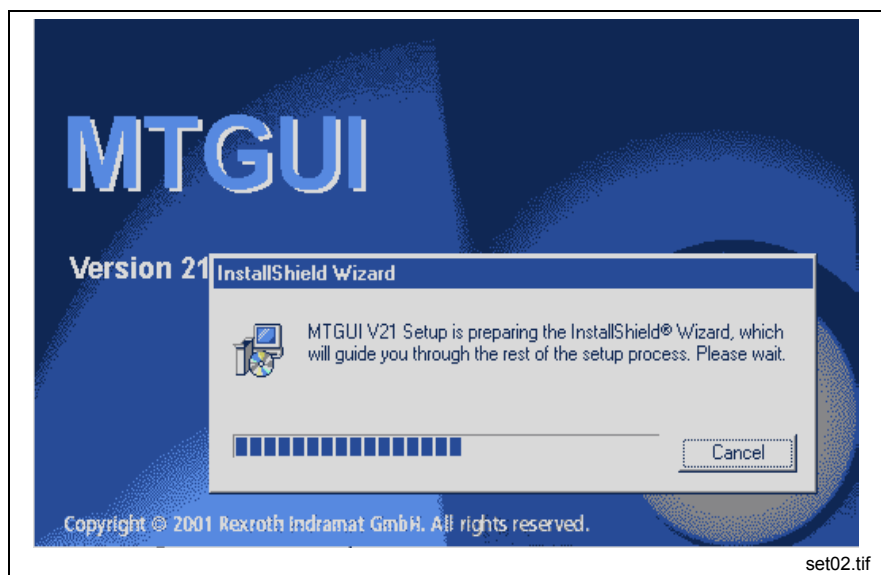 MTGUI
Version 21
InstallShield Wizard
MTGUI V21 Setup is preparing the InstallShield® Wizard, which
will guide you through the rest of the setup process. Please wait.
Cancel
Copyright © 2001 Rexroth Indramat GmbH. All rights reserved.
set02.tif